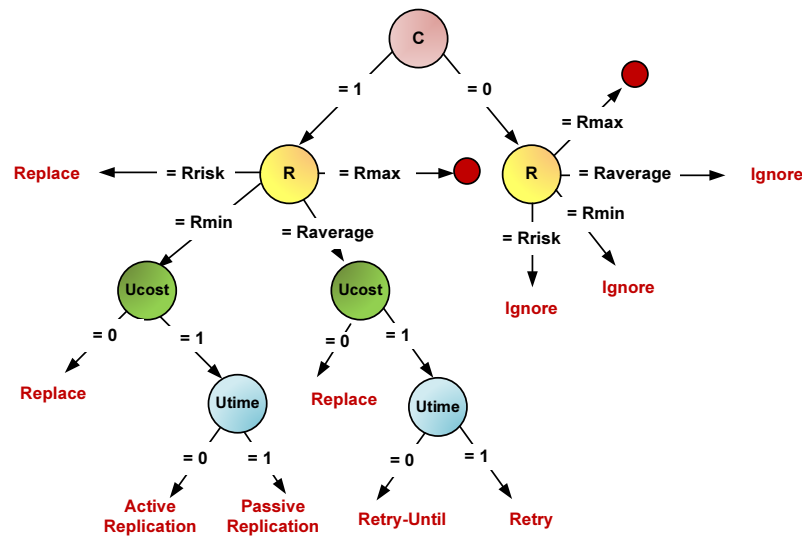 C
= 1
= 0
= Rmax
Replace
= Rrisk
R
= Rmax
R
= Raverage
Ignore
= Rmin
= Raverage
= Rrisk
= Rmin
Ucost
Ucost
Ignore
Ignore
= 0
= 1
= 0
= 1
Replace
Utime
Replace
Utime
= 0
= 1
= 0
= 1
Active
Replication
Passive
Replication
Retry-Until
Retry